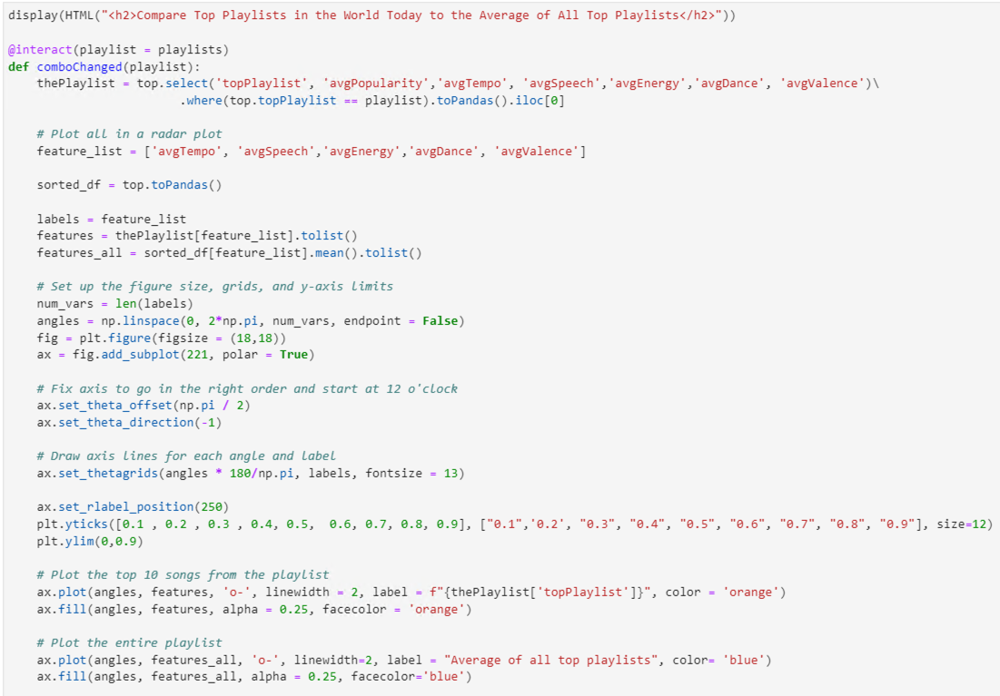 display(HTML("<h2>Compare Top Playlists in the World Today to the Average of All Top Playlists</h2>"))

@interact(playlist = playlists)
def comboChanged(playlist):
    thePlaylist = top.select('topPlaylist', 'avgPopularity','avgTempo', 'avgSpeech','avgEnergy','avgDance', 'avgValence')\
                    .where(top.topPlaylist == playlist).toPandas().iloc[0]

    # Plot all in a radar plot
    feature_list = ['avgTempo', 'avgSpeech','avgEnergy','avgDance', 'avgValence']

    sorted_df = top.toPandas()

    labels = feature_list
    features = thePlaylist[feature_list].tolist()
    features_all = sorted_df[feature_list].mean().tolist()

    # Set up the figure size, grids, and y-axis limits
    num_vars = len(labels)
    angles = np.linspace(0, 2*np.pi, num_vars, endpoint = False)
    fig = plt.figure(figsize = (18,18))
    ax = fig.add_subplot(221, polar = True)

    # Fix axis to go in the right order and start at 12 o'clock
    ax.set_theta_offset(np.pi / 2)
    ax.set_theta_direction(-1)

    # Draw axis lines for each angle and label
    ax.set_thetagrids(angles * 180/np.pi, labels, fontsize = 13)

    ax.set_rlabel_position(250)
    plt.yticks([0.1 , 0.2 , 0.3 , 0.4, 0.5,  0.6, 0.7, 0.8, 0.9], ["0.1",'0.2', "0.3", "0.4", "0.5", "0.6", "0.7", "0.8", "0.9"], size=12)
    plt.ylim(0,0.9)

    # Plot the top 10 songs from the playlist
    ax.plot(angles, features, 'o-', linewidth = 2, label = f"{thePlaylist['topPlaylist']}", color = 'orange')
    ax.fill(angles, features, alpha = 0.25, facecolor = 'orange')

    # Plot the entire playlist
    ax.plot(angles, features_all, 'o-', linewidth=2, label = "Average of all top playlists", color= 'blue')
    ax.fill(angles, features_all, alpha = 0.25, facecolor='blue')